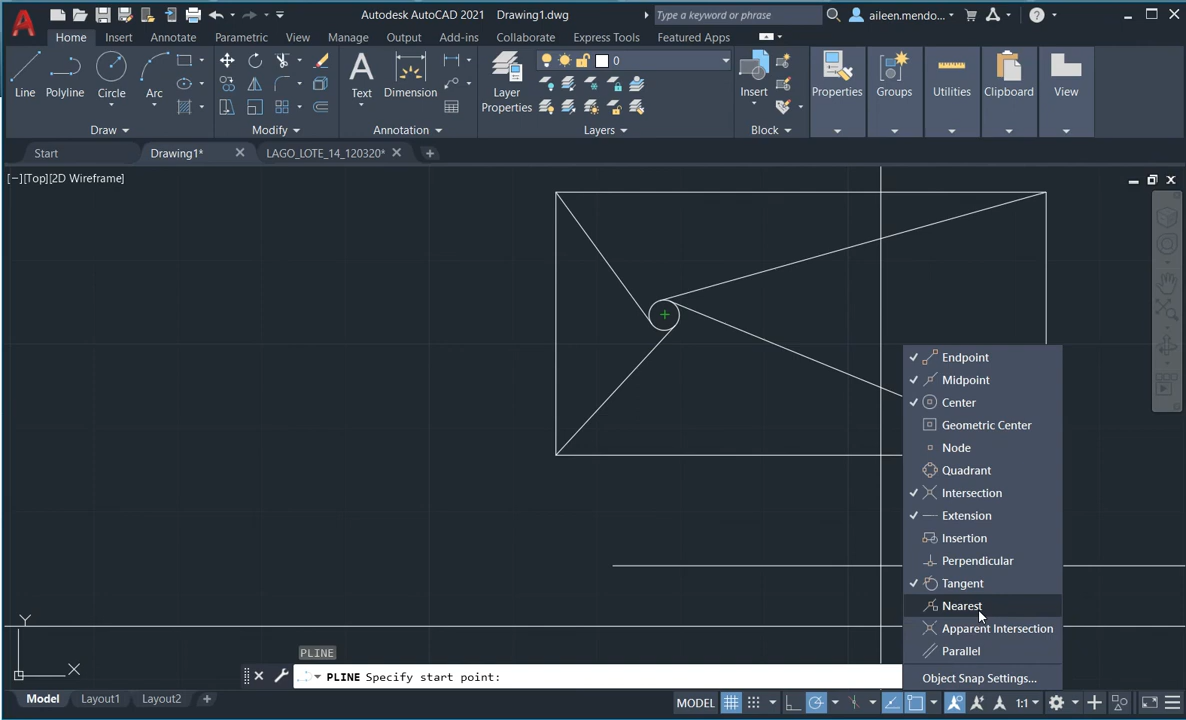 Autodesk AutoCAD 2021 Drawing1.dwg
Type a keyword or phrase
aileen.mendo...
Home Insert Annotate Parametric View Manage Output Add-ins Collaborate Express Tools Featured Apps
Line Polyline Circle Arc
Text Dimension
Layer Properties
0
Insert
Properties Groups Utilities Clipboard View
Draw Modify Annotation Layers Block
Start Drawing1* LAGO_LOTE_14_120320*
[−][Top][2D Wireframe]
Endpoint
Midpoint
Center
Geometric Center
Node
Quadrant
Intersection
Extension
Insertion
Perpendicular
Tangent
Nearest
Apparent Intersection
Parallel
Object Snap Settings...
Y
X
PLINE
PLINE Specify start point:
Model Layout1 Layout2 +
MODEL 1:1